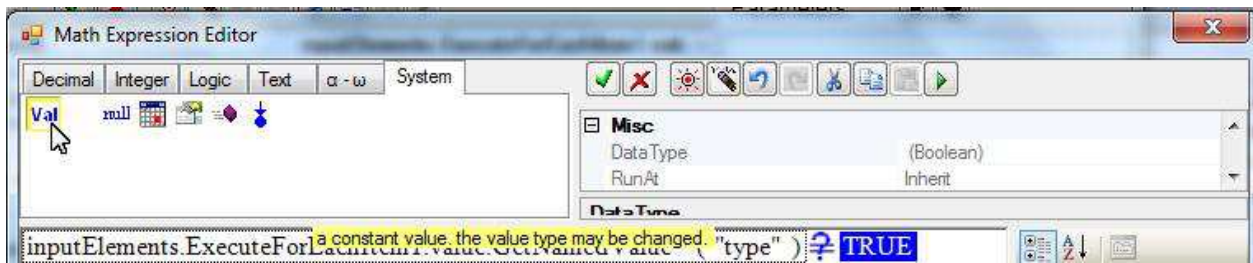 Math Expression Editor
Decimal Integer Logic Text α - ω System
Val null
Misc
DataType (Boolean)
RunAt Inherit
DataType
a constant value. the value type may be changed.
inputElements.ExecuteForEachItem1.value.GetNamedValue ( "type" ) = ? TRUE